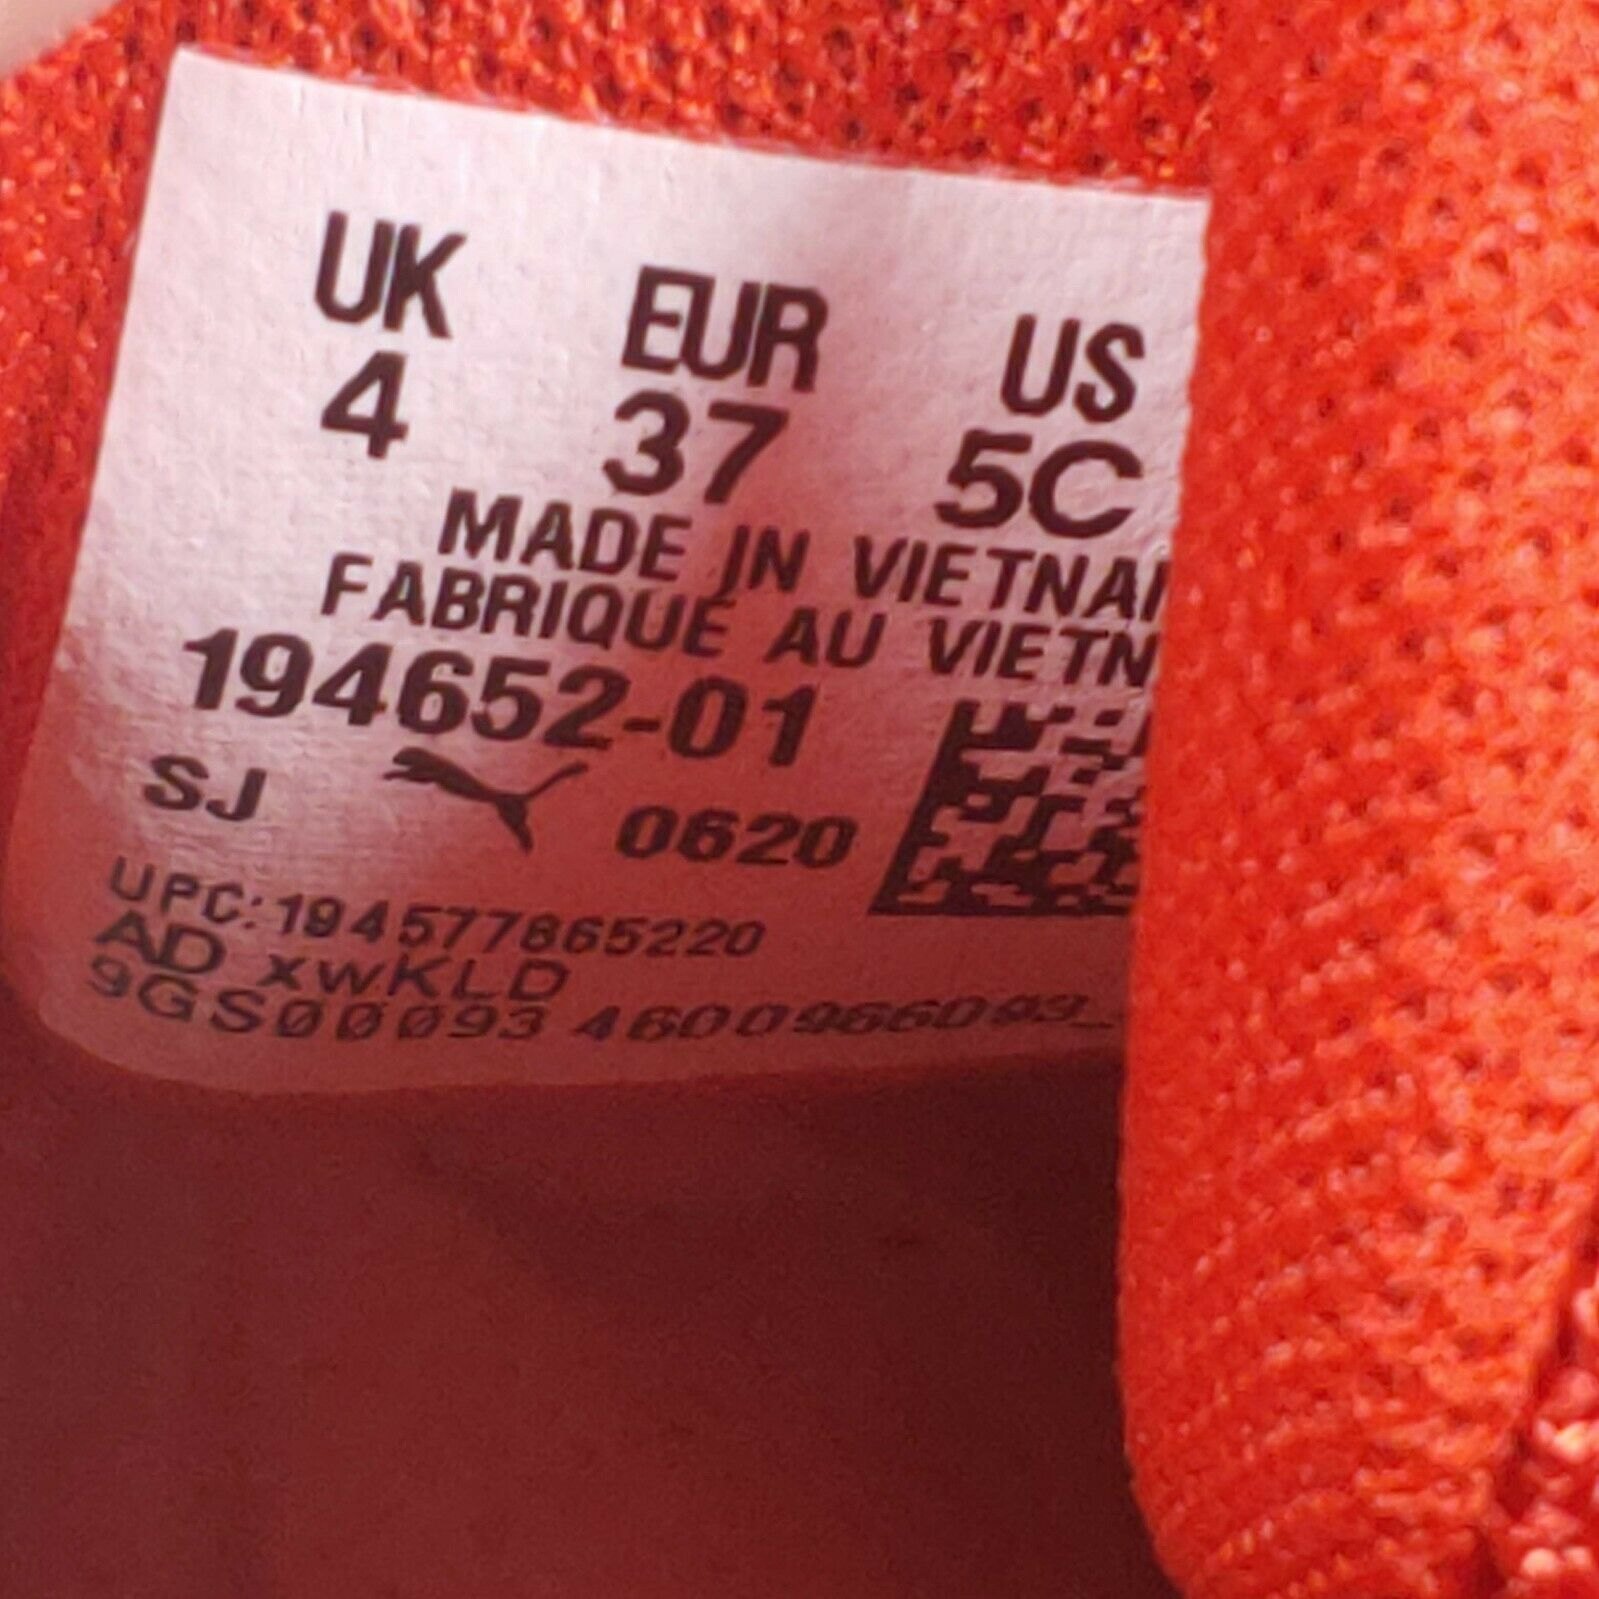 UK EUR US
4 37 5C
MADE IN VIETNA
FABRIQUE AU VIETN
194652-01
SJ 0620
UPC:194577865220
AD xwKLD
9GS00093 4600966093_